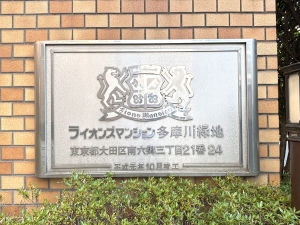 Lions Mansion
ライオンズマンション多摩川緑地
東京都大田区南六郷三丁目21番24
平成元年10月竣工